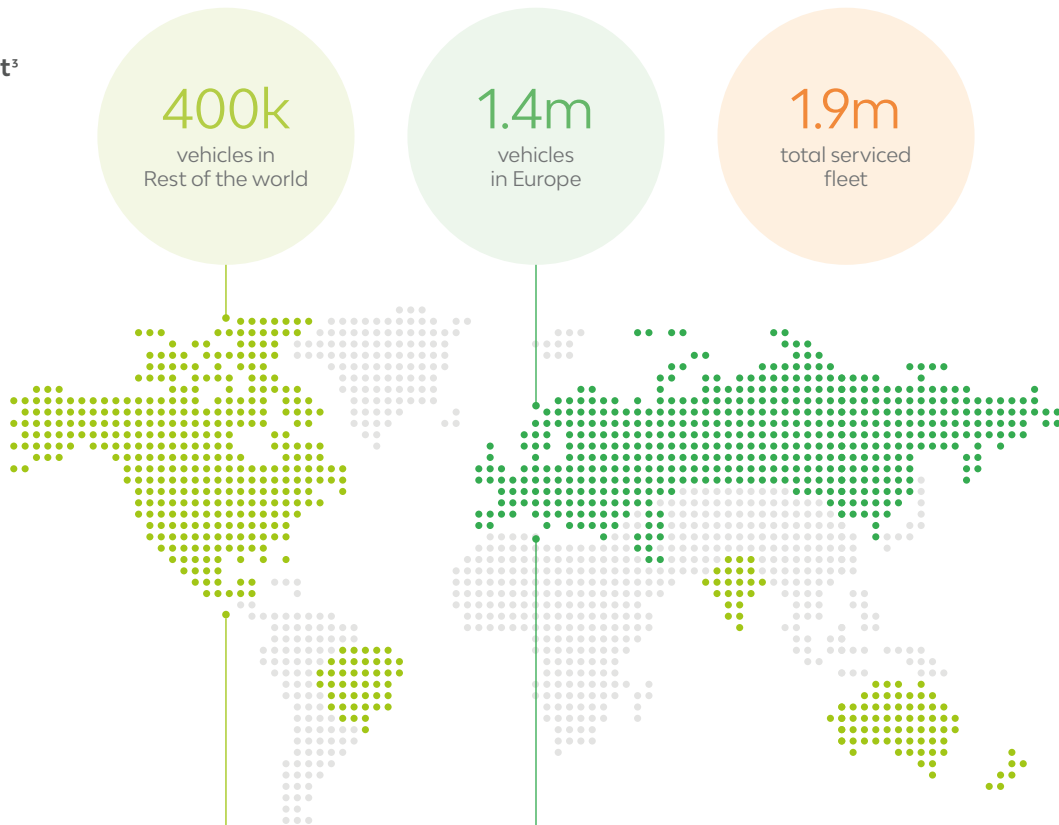 t³
400k
vehicles in
Rest of the world
1.4m
vehicles
in Europe
1.9m
total serviced
fleet